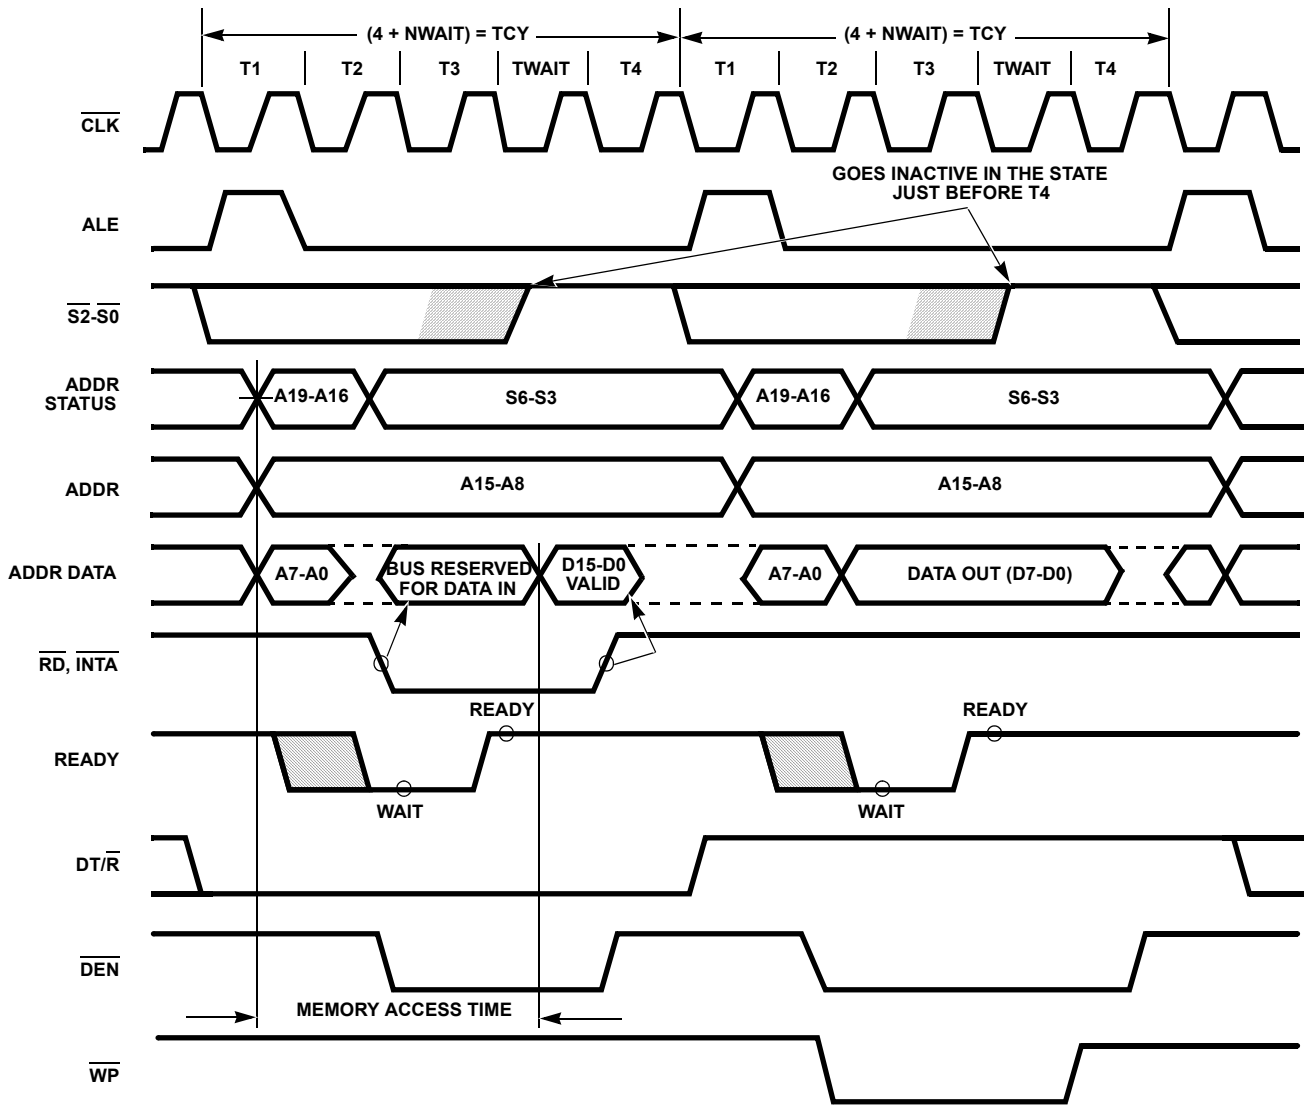 (4 + NWAIT) = TCY (4 + NWAIT) = TCY
T1 T2 T3 TWAIT T4 T1 T2 T3 TWAIT T4
CLK
GOES INACTIVE IN THE STATE
JUST BEFORE T4
ALE
S2-S0
ADDR
STATUS
A19-A16 S6-S3 A19-A16 S6-S3
ADDR A15-A8 A15-A8
ADDR DATA A7-A0
BUS RESERVED
FOR DATA IN
D15-D0
VALID
A7-A0 DATA OUT (D7-D0)
RD, INTA
READY READY
READY
WAIT WAIT
DT/R
DEN
MEMORY ACCESS TIME
WP